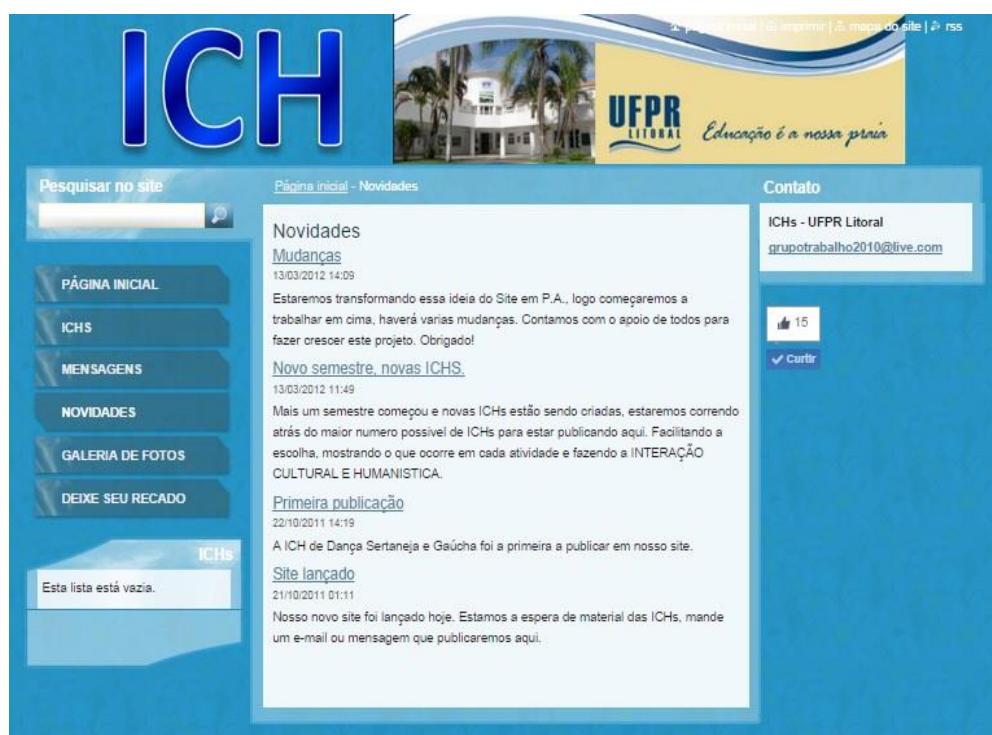 ICH
página inicial | imprimir | mapa do site | rss
UFPR
LITORAL
Educação é a nossa praia
Pesquisar no site
Página inicial - Novidades
Contato
ICHs - UFPR Litoral
grupotrabalho2010@live.com
15
Curtir
PÁGINA INICIAL
ICHS
MENSAGENS
NOVIDADES
GALERIA DE FOTOS
DEIXE SEU RECADO
ICHs
Esta lista está vazia.
Novidades
Mudanças
13/03/2012 14:09
Estaremos transformando essa ideia do Site em P.A., logo começaremos a
trabalhar em cima, haverá varias mudanças. Contamos com o apoio de todos para
fazer crescer este projeto. Obrigado!
Novo semestre, novas ICHS.
13/03/2012 11:49
Mais um semestre começou e novas ICHs estão sendo criadas, estaremos correndo
atrás do maior numero possivel de ICHs para estar publicando aqui. Facilitando a
escolha, mostrando o que ocorre em cada atividade e fazendo a INTERAÇÃO
CULTURAL E HUMANISTICA.
Primeira publicação
22/10/2011 14:19
A ICH de Dança Sertaneja e Gaúcha foi a primeira a publicar em nosso site.
Site lançado
21/10/2011 01:11
Nosso novo site foi lançado hoje. Estamos a espera de material das ICHs, mande
um e-mail ou mensagem que publicaremos aqui.